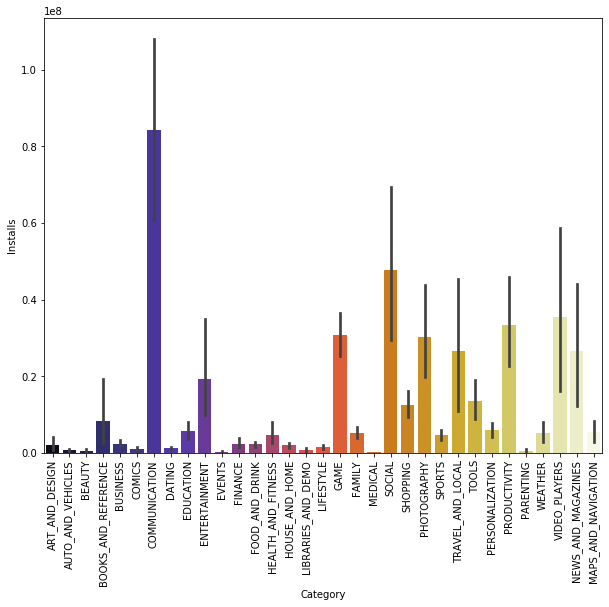 1e8
1.0
0.8
0.6
0.4
0.2
0.0
Installs
ART_AND_DESIGN
AUTO_AND_VEHICLES
BEAUTY
BOOKS_AND_REFERENCE
BUSINESS
COMICS
COMMUNICATION
DATING
EDUCATION
ENTERTAINMENT
EVENTS
FINANCE
FOOD_AND_DRINK
HEALTH_AND_FITNESS
HOUSE_AND_HOME
LIBRARIES_AND_DEMO
LIFESTYLE
GAME
FAMILY
MEDICAL
SOCIAL
SHOPPING
PHOTOGRAPHY
SPORTS
TRAVEL_AND_LOCAL
TOOLS
PERSONALIZATION
PRODUCTIVITY
PARENTING
WEATHER
VIDEO_PLAYERS
NEWS_AND_MAGAZINES
MAPS_AND_NAVIGATION
Category